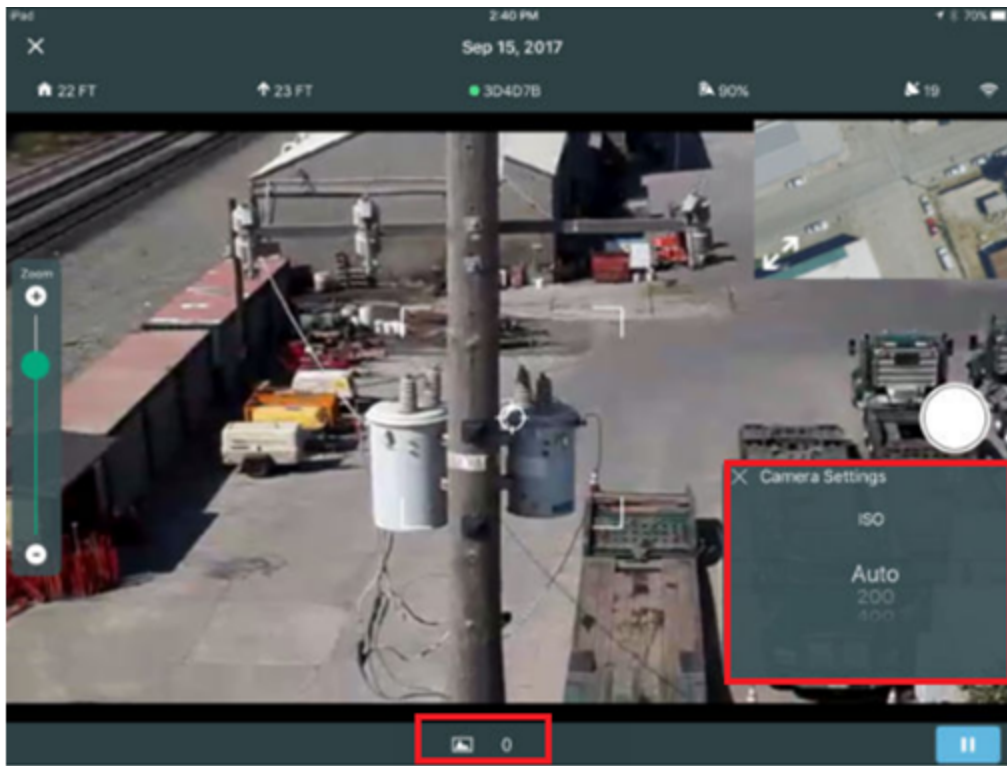 iPad 2:40 PM 70%
Sep 15, 2017
22 FT 23 FT 3D4D7B 90% 19
Zoom
Camera Settings
ISO
Auto
200
400
0